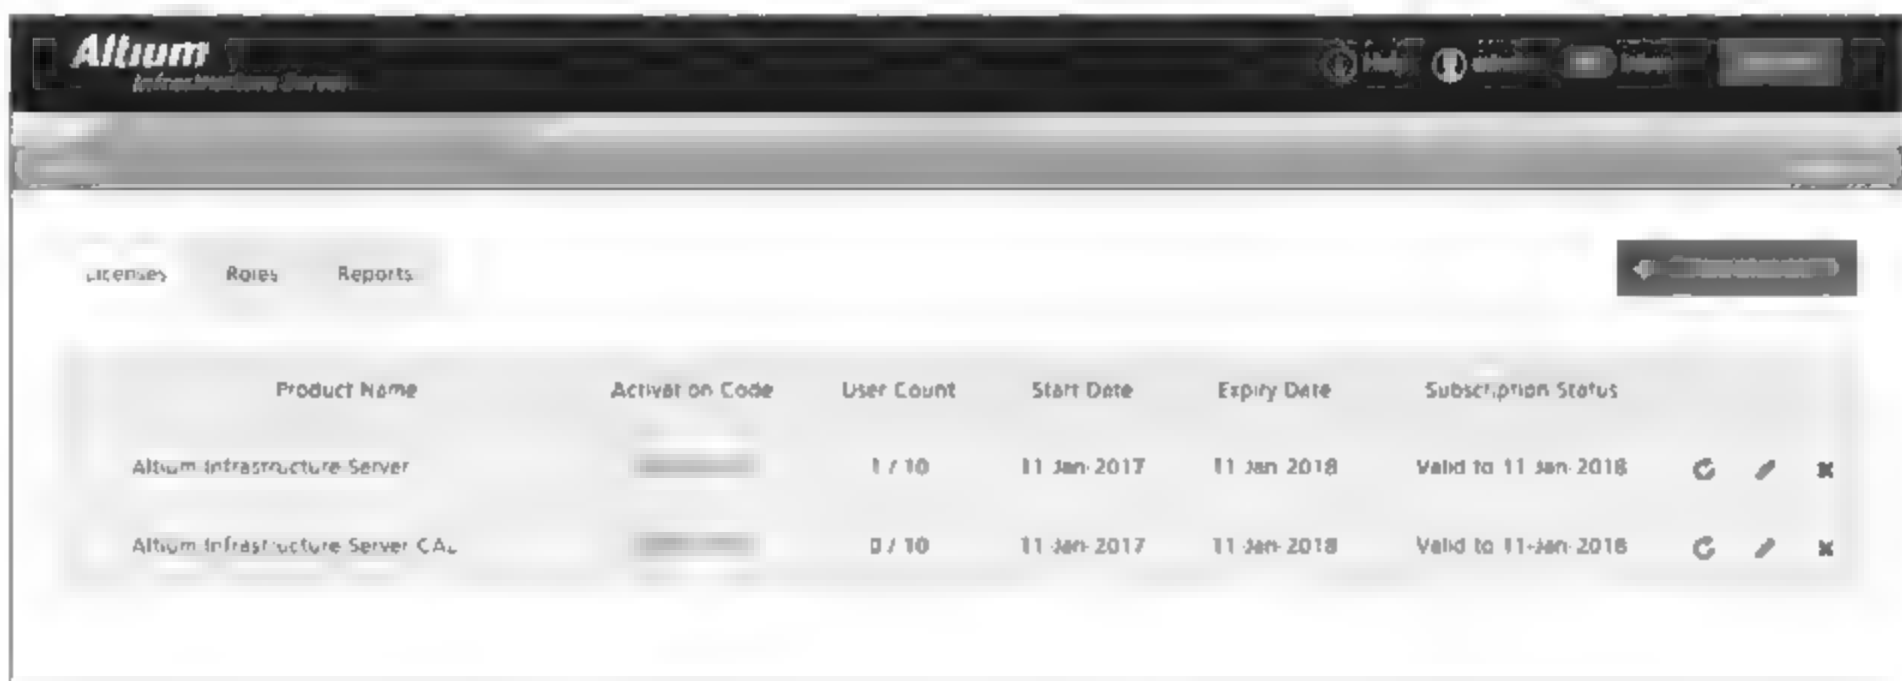 Altium
Infrastructure Server
Licenses Roles Reports
Product Name Activation Code User Count Start Date Expiry Date Subscription Status
Altium Infrastructure Server 1 / 10 11-Jan-2017 11-Jan-2018 Valid to 11-Jan-2018
Altium Infrastructure Server CAL 0 / 10 11-Jan-2017 11-Jan-2018 Valid to 11-Jan-2018